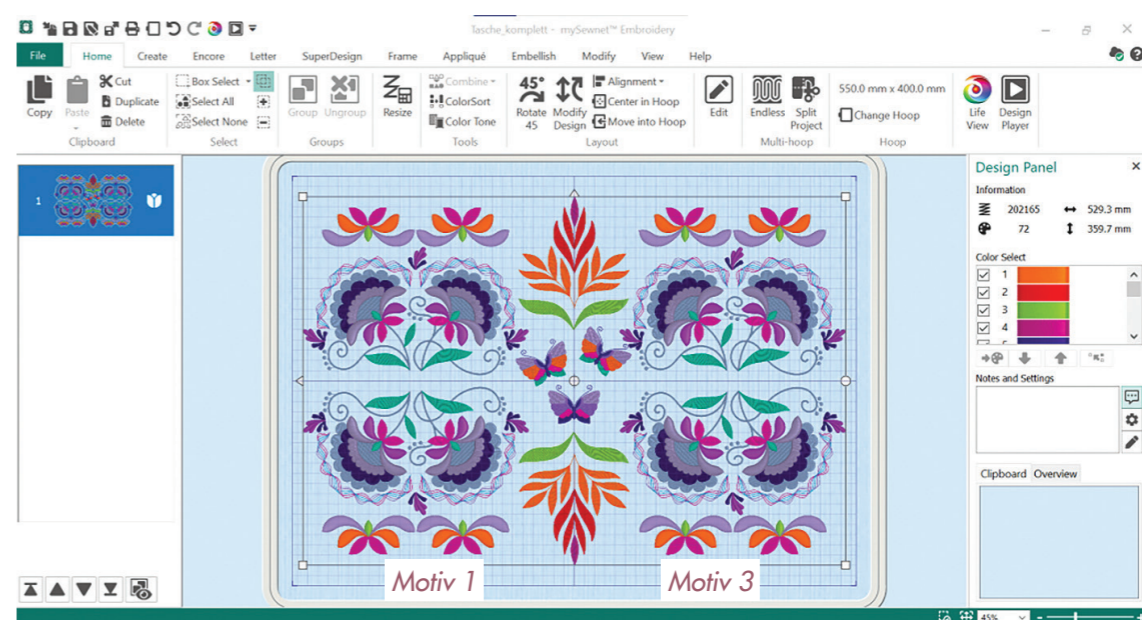 Tasche_komplett - mySewnet™ Embroidery
File Home Create Encore Letter SuperDesign Frame Appliqué Embellish Modify View Help
Copy
Paste
Cut
Duplicate
Delete
Clipboard
Box Select
Select All
Select None
Select
Group Ungroup
Groups
Resize
Combine
ColorSort
Color Tone
Tools
45°
Rotate
45
Modify
Design
Alignment
Center in Hoop
Move into Hoop
Layout
Edit
Endless
Split
Project
Multi-hoop
550.0 mm x 400.0 mm
Change Hoop
Hoop
Life
View
Design
Player
1
Design Panel
Information
202165 529.3 mm
72 359.7 mm
Color Select
1
2
3
4
Notes and Settings
Clipboard Overview
Motiv 1 Motiv 3
45%